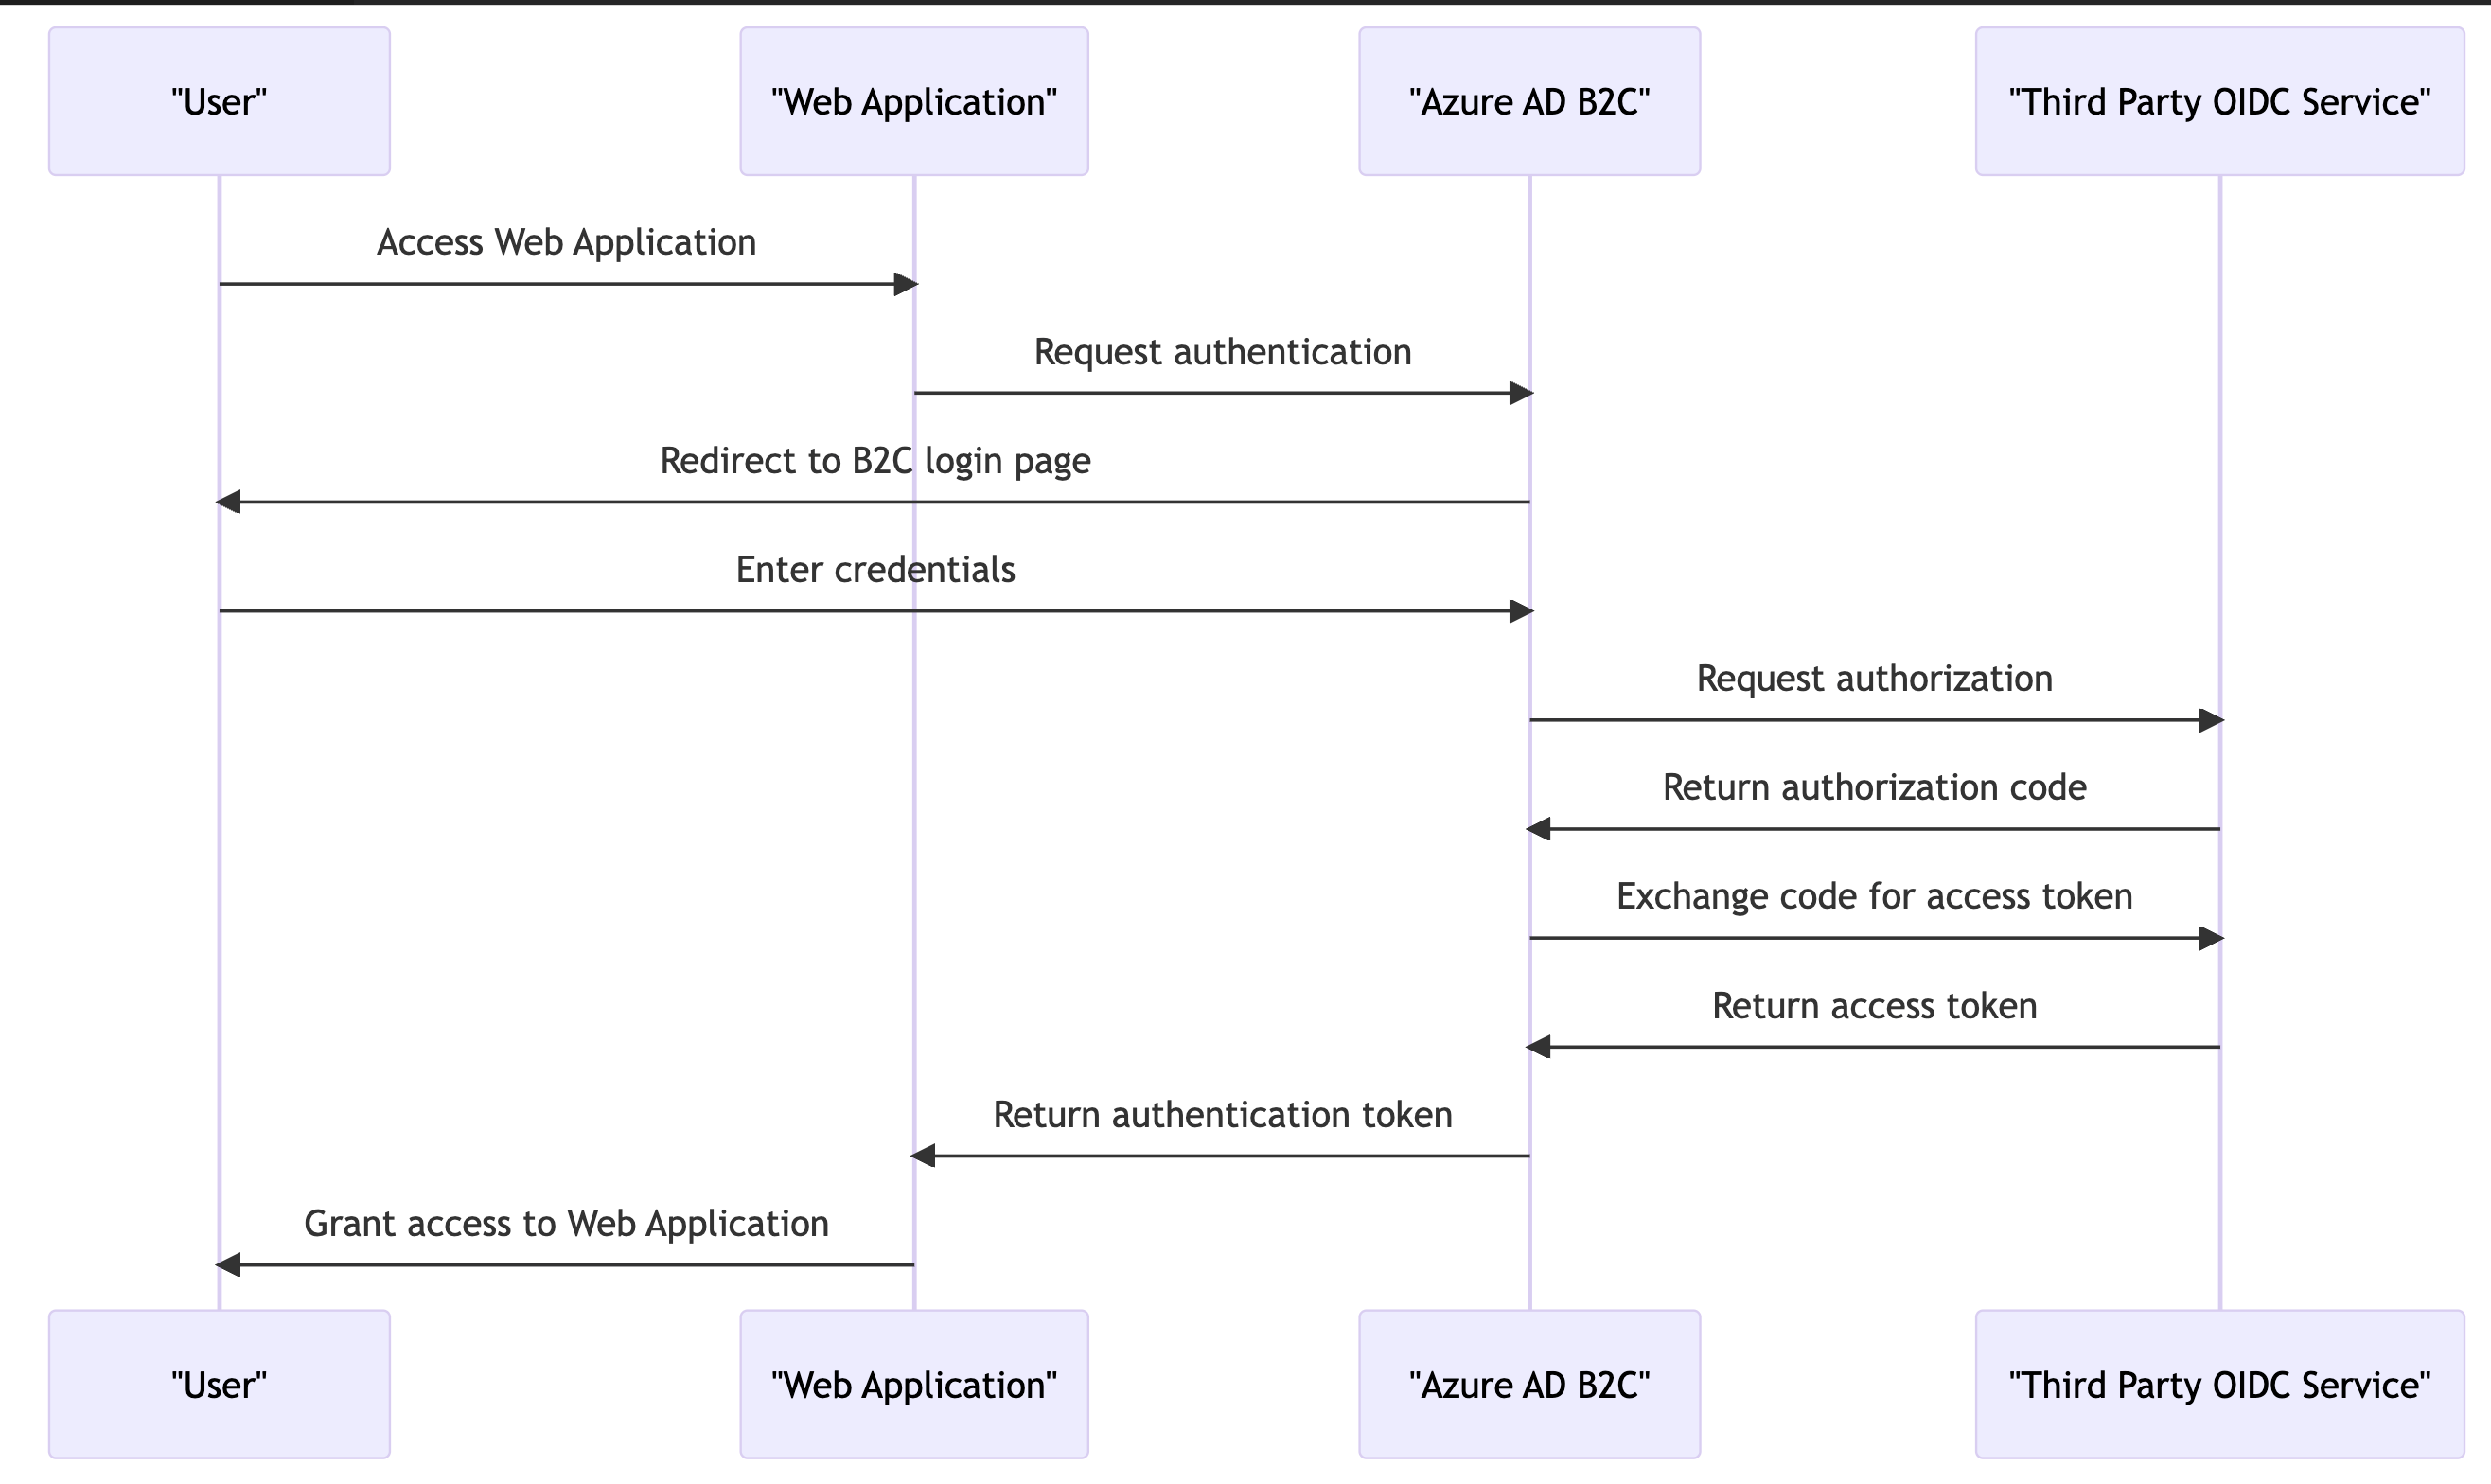 "User"
"Web Application"
"Azure AD B2C"
"Third Party OIDC Service"
Access Web Application
Request authentication
Redirect to B2C login page
Enter credentials
Request authorization
Return authorization code
Exchange code for access token
Return access token
Return authentication token
Grant access to Web Application
"User"
"Web Application"
"Azure AD B2C"
"Third Party OIDC Service"